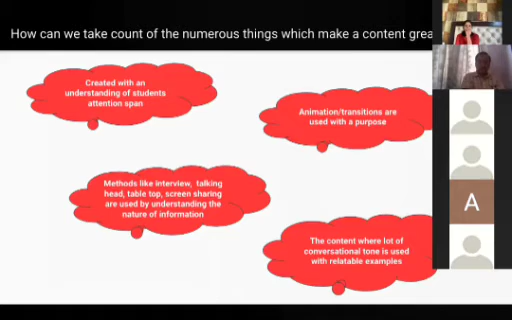 How can we take count of the numerous things which make a content grea
Created with an
understanding of students
attention span
Animation/transitions are
used with a purpose
Methods like interview, talking
head, table top, screen sharing
are used by understanding the
nature of information
The content where lot of
conversational tone is used
with relatable examples
A